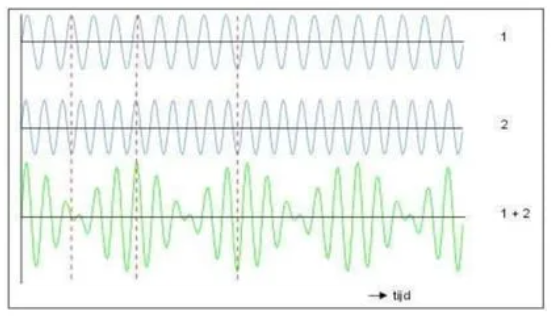 1
2
1 + 2
→ tijd